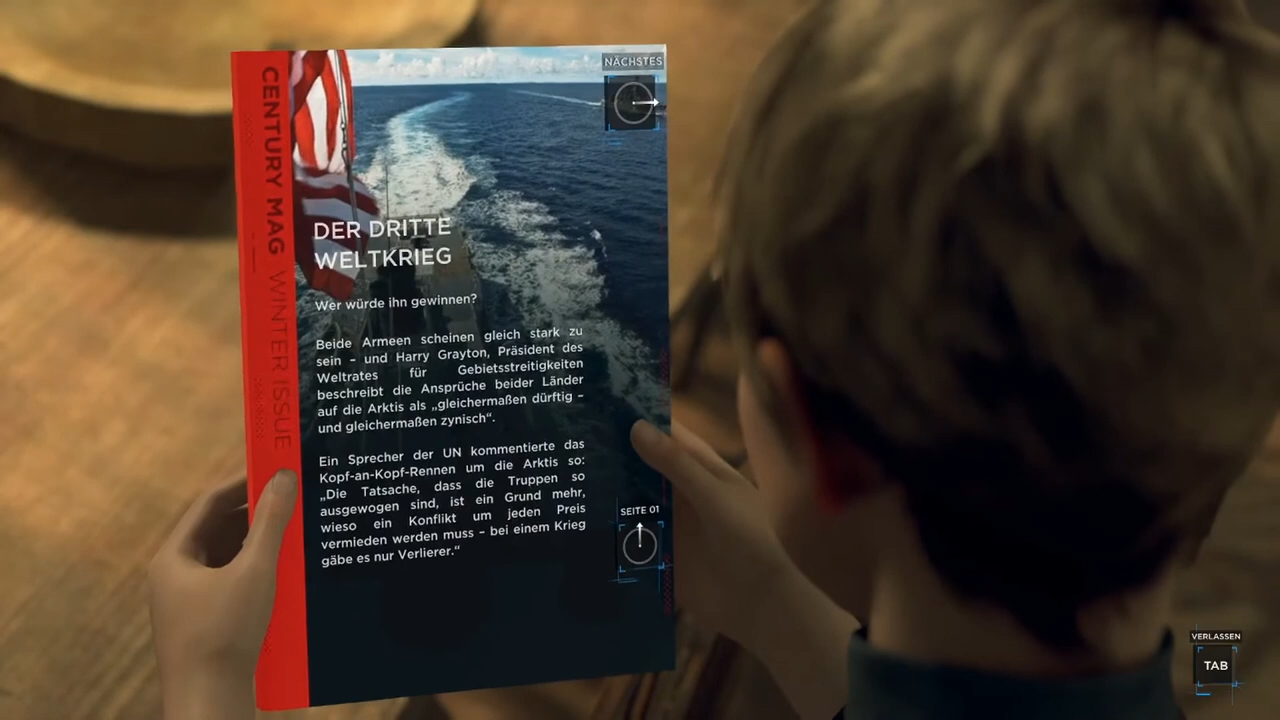 CENTURY MAG WINTER ISSUE
NÄCHSTES
DER DRITTE
WELTKRIEG
Wer würde ihn gewinnen?
Beide Armeen scheinen gleich stark zu
sein – und Harry Grayton, Präsident des
Weltrates für Gebietsstreitigkeiten
beschreibt die Ansprüche beider Länder
auf die Arktis als „gleichermaßen dürftig –
und gleichermaßen zynisch“.
Ein Sprecher der UN kommentierte das
Kopf-an-Kopf-Rennen um die Arktis so:
„Die Tatsache, dass die Truppen so
ausgewogen sind, ist ein Grund mehr,
wieso ein Konflikt um jeden Preis
vermieden werden muss – bei einem Krieg
gäbe es nur Verlierer.“
SEITE 01
VERLASSEN
TAB